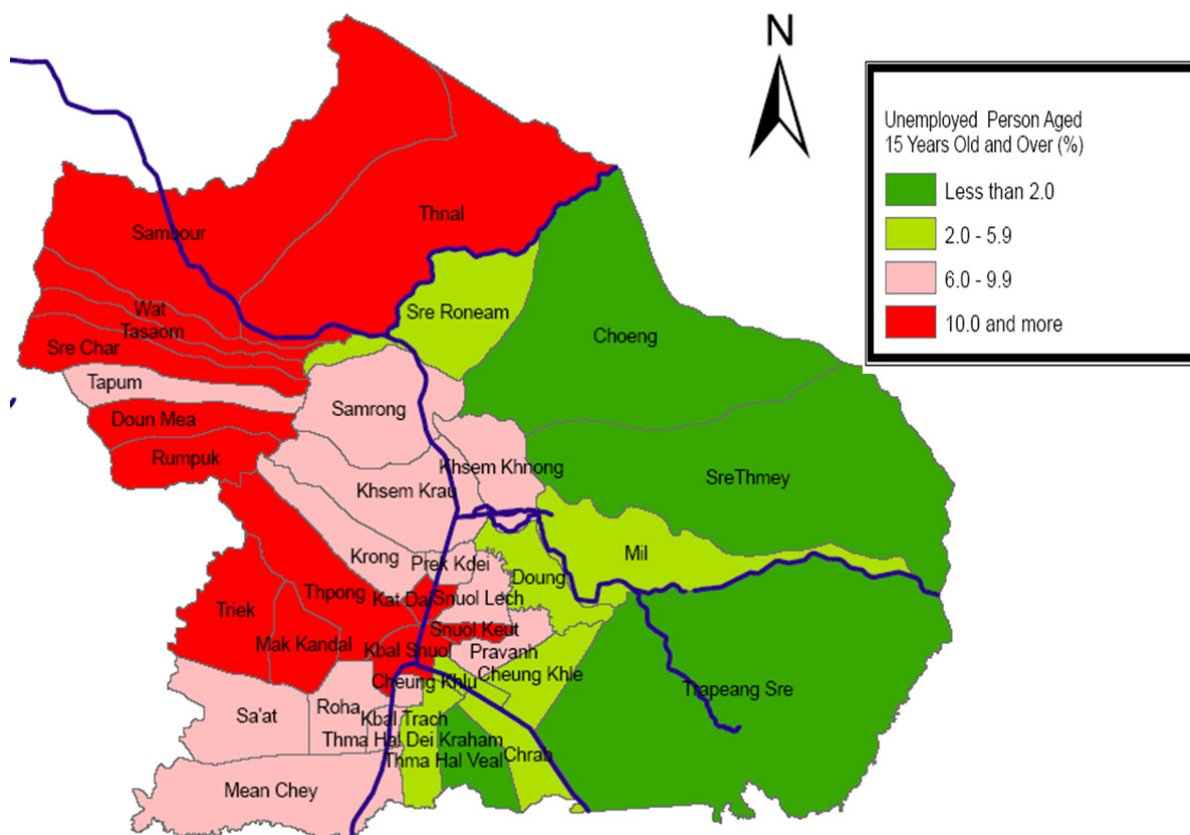 N
Unemployed Person Aged
15 Years Old and Over (%)
Less than 2.0
2.0 - 5.9
6.0 - 9.9
10.0 and more
Thnal
Sambour
Wat
Sre Roneam
Tasaom
Choeng
Sre Char
Tapum
Samrong
Doun Mea
Rumpuk
Khsem Khnong
SreThmey
Khsem Krau
Krong
Prek Kdei
Mil
Doung
Thpong
Kat Dai
Snuol Lech
Triek
Snuol Keut
Mak Kandal
Kbal Snuol
Pravanh
Cheung Khle
Cheung Khlu
Trapeang Sre
Sa'at
Roha
Kbal Trach
Thma Hal Dei Kraham
Chrab
Thma Hal Veal
Mean Chey